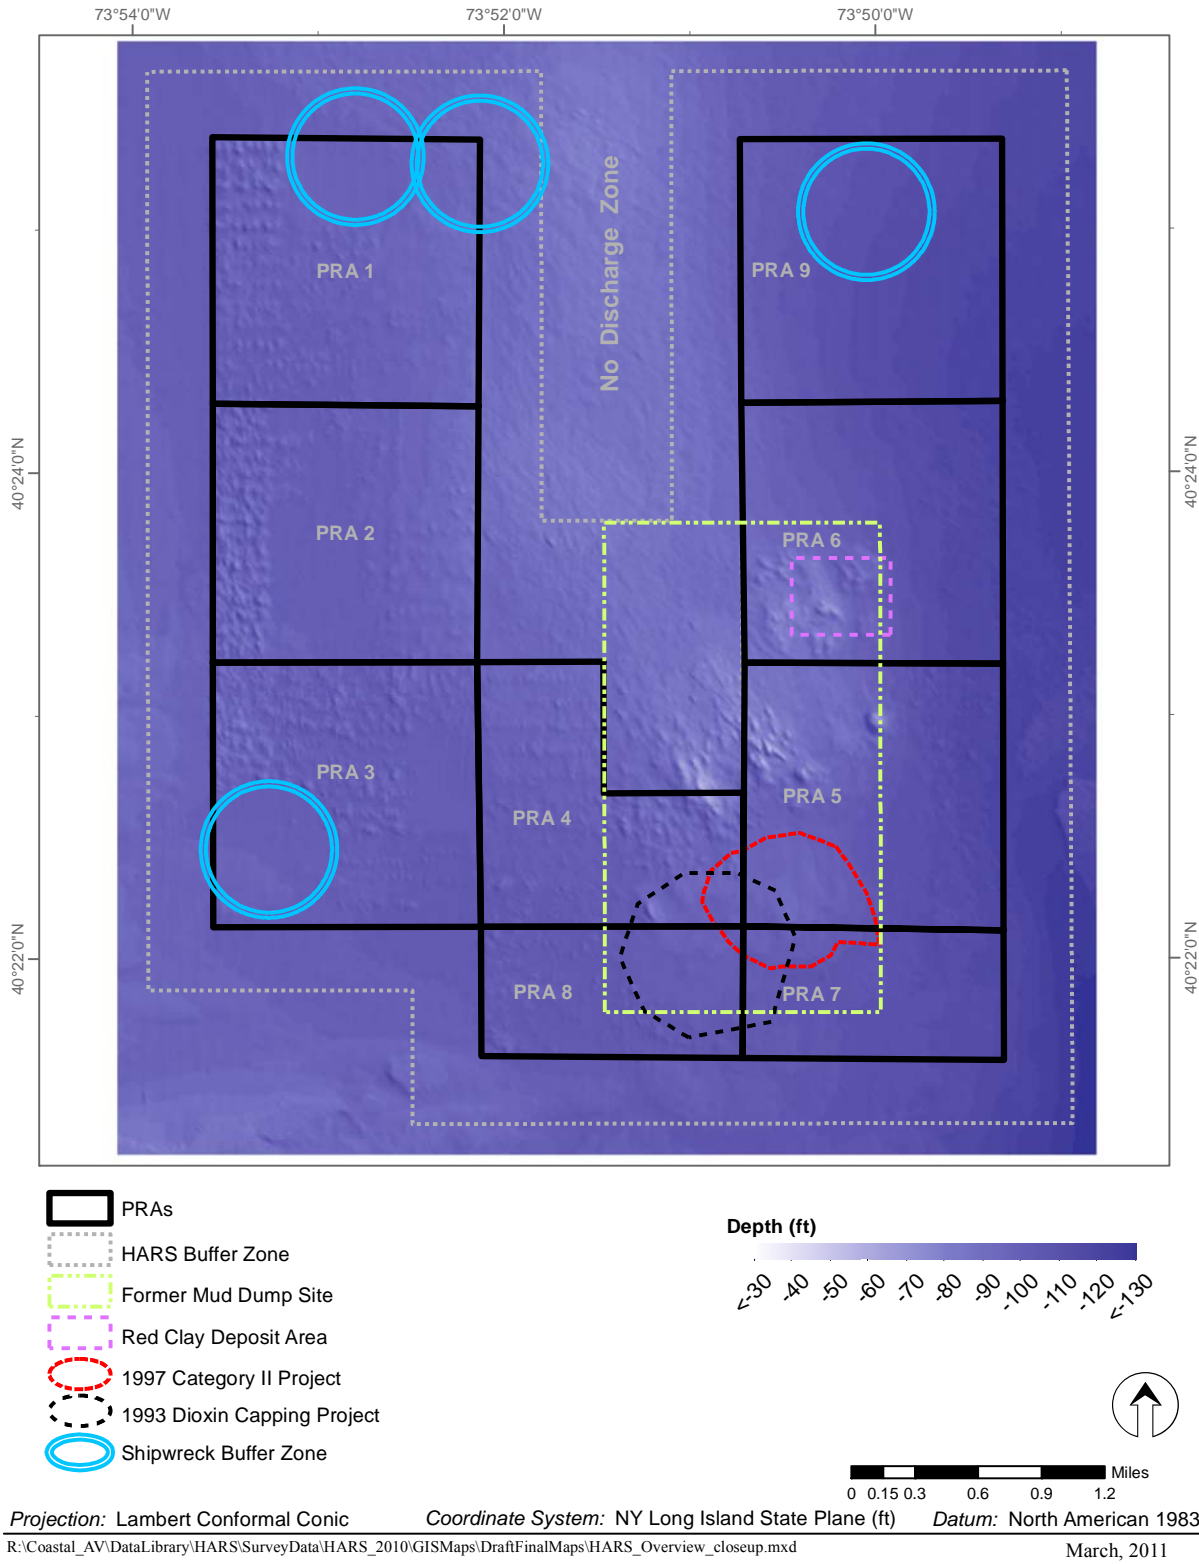 73°54'0"W 73°52'0"W 73°50'0"W
No Discharge Zone
PRA 1
PRA 9
40°24'0"N 40°24'0"N
PRA 2
PRA 6
PRA 3
PRA 4
PRA 5
40°22'0"N 40°22'0"N
PRA 8
PRA 7
PRAs
HARS Buffer Zone
Former Mud Dump Site
Red Clay Deposit Area
1997 Category II Project
1993 Dioxin Capping Project
Shipwreck Buffer Zone
Depth (ft)
<-30 -40 -50 -60 -70 -80 -90 -100 -110 -120 <-130
Miles
0 0.15 0.3 0.6 0.9 1.2
Projection: Lambert Conformal Conic Coordinate System: NY Long Island State Plane (ft) Datum: North American 1983
R:\Coastal_AV\DataLibrary\HARS\SurveyData\HARS_2010\GISMaps\DraftFinalMaps\HARS_Overview_closeup.mxd March, 2011